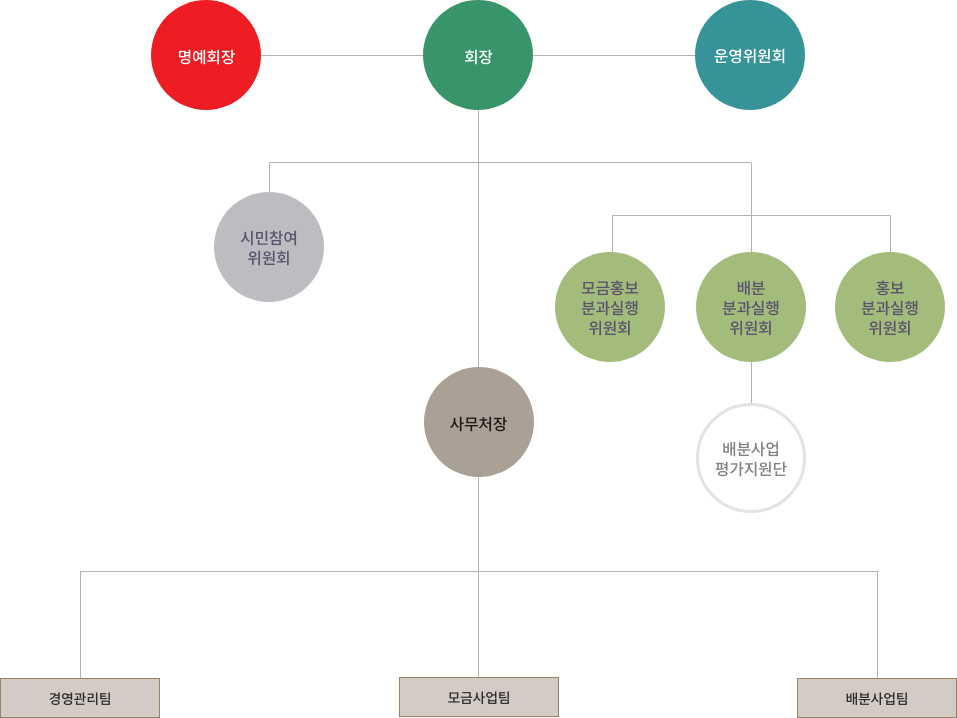 명예회장
회장
운영위원회
시민참여
위원회
모금홍보
분과실행
위원회
배분
분과실행
위원회
홍보
분과실행
위원회
사무처장
배분사업
평가지원단
경영관리팀
모금사업팀
배분사업팀